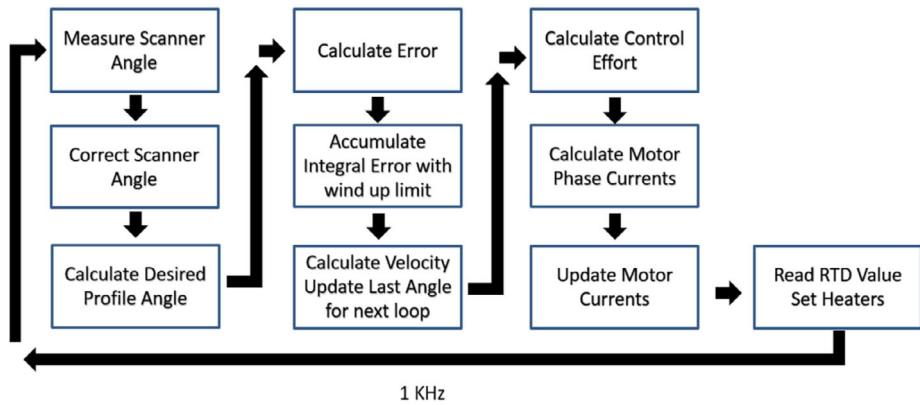 Measure Scanner
Angle
Correct Scanner
Angle
Calculate Desired
Profile Angle
Calculate Error
Accumulate
Integral Error with
wind up limit
Calculate Velocity
Update Last Angle
for next loop
Calculate Control
Effort
Calculate Motor
Phase Currents
Update Motor
Currents
Read RTD Value
Set Heaters
1 KHz